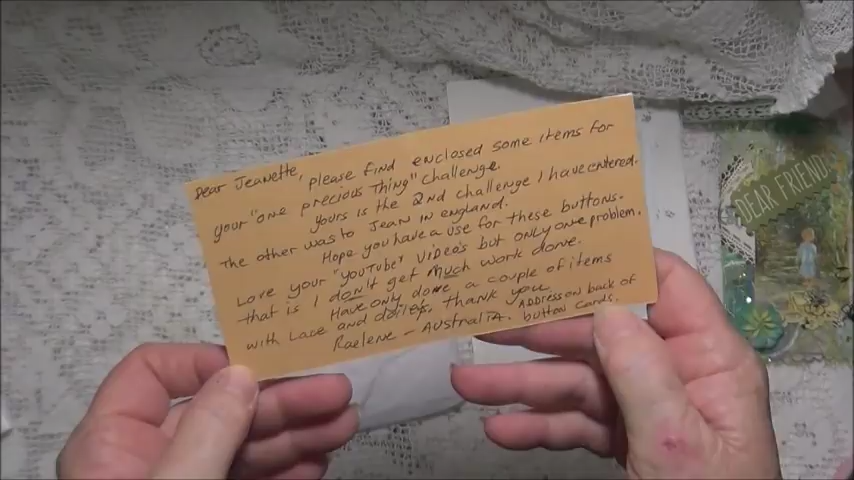 Dear Jeanette, please find enclosed some items for
your "one precious Thing" challenge.
yours is the 2nd challenge I have entered.
The other was to Jean in england.
Hope you have a use for these buttons.
Love your "YouTube" Video's but only one problem.
that is I don't get much work done.
Have only done a couple of items
with Lace and doileys. Thank you
Raelene - Australia. Address on back of
button cards.
DEAR FRIEND